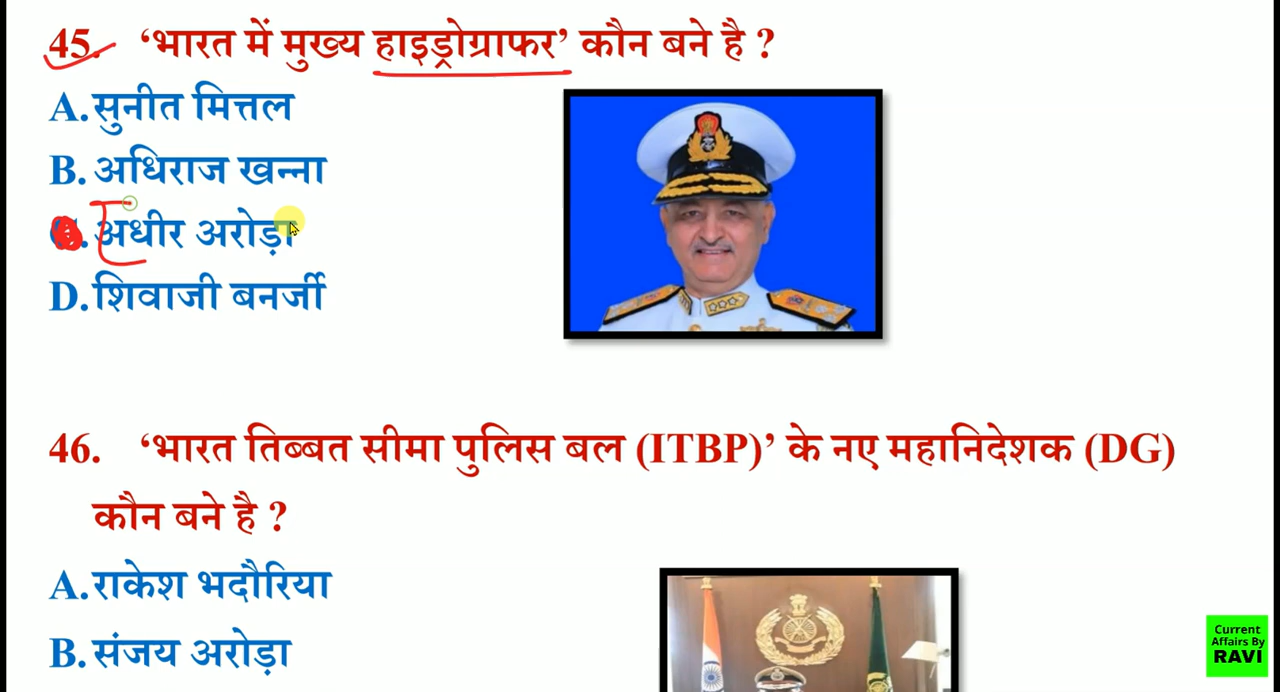 45. ‘भारत में मुख्य हाइड्रोग्राफर’ कौन बने है ?
A. सुनीत मित्तल
B. अधिराज खन्ना
अधीर अरोड़ा
D. शिवाजी बनर्जी
46. ‘भारत तिब्बत सीमा पुलिस बल (ITBP)’ के नए महानिदेशक (DG)
कौन बने है ?
A. राकेश भदौरिया
B. संजय अरोड़ा
Current
Affairs By
RAVI